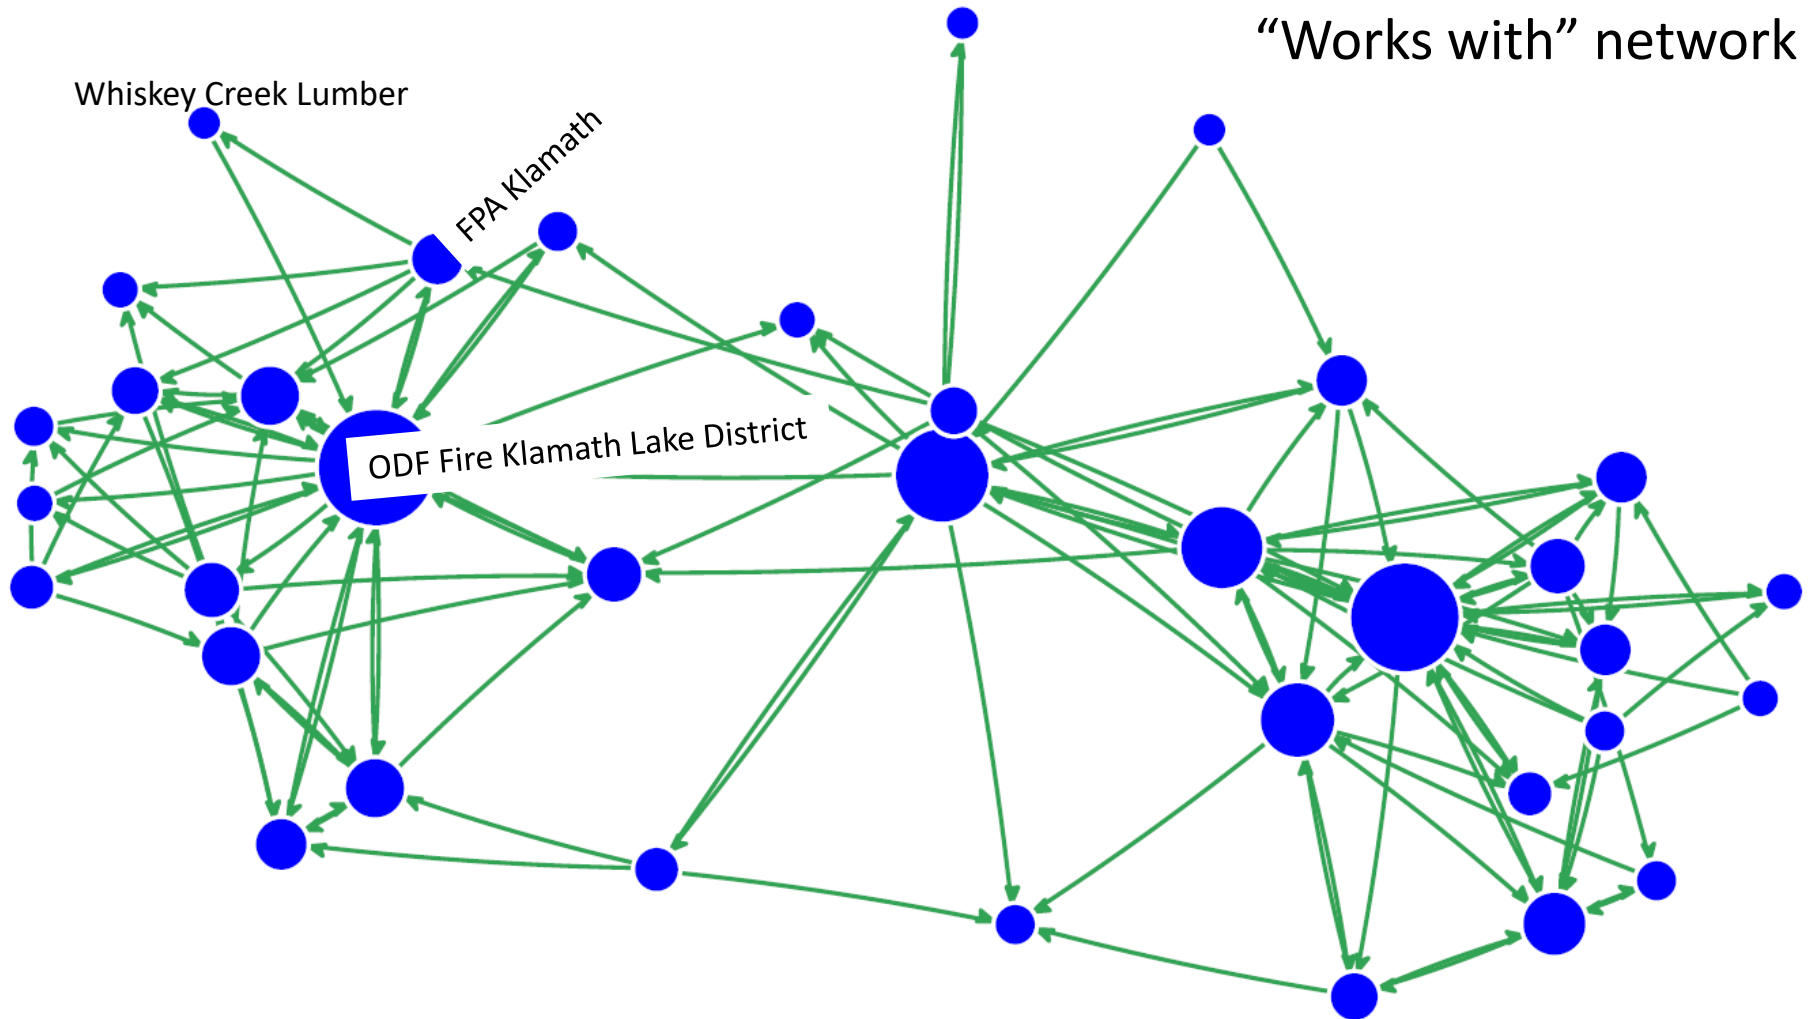 “Works with” network
Whiskey Creek Lumber
FPA Klamath
ODF Fire Klamath Lake District